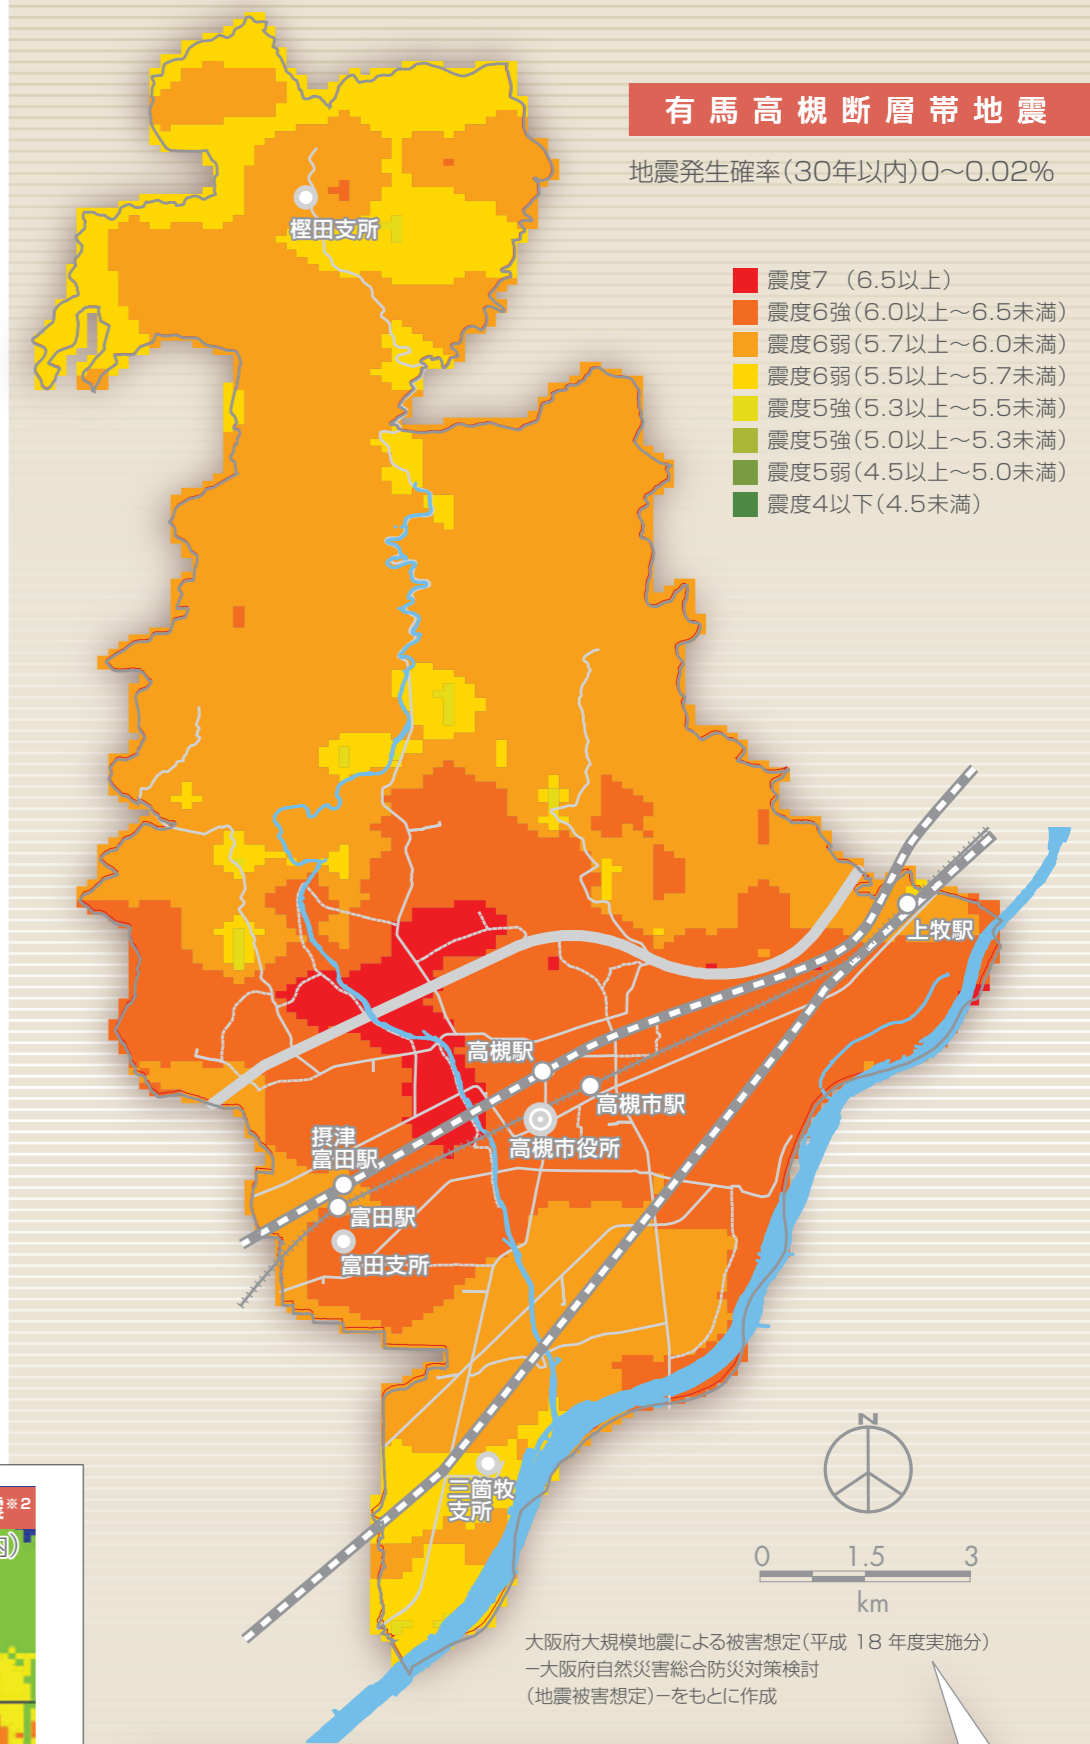 有馬高槻断層帯地震
地震発生確率（30年以内）0～0.02%
震度7　（6.5以上）
震度6強（6.0以上～6.5未満）
震度6弱（5.7以上～6.0未満）
震度6弱（5.5以上～5.7未満）
震度5強（5.3以上～5.5未満）
震度5強（5.0以上～5.3未満）
震度5弱（4.5以上～5.0未満）
震度4以下（4.5未満）
樫田支所
上牧駅
高槻駅
高槻市駅
高槻市役所
摂津
富田駅
富田駅
富田支所
三箇牧
支所
N
0 1.5 3
km
※2
大阪府大規模地震による被害想定（平成 18 年度実施分）
−大阪府自然災害総合防災対策検討
（地震被害想定）−をもとに作成